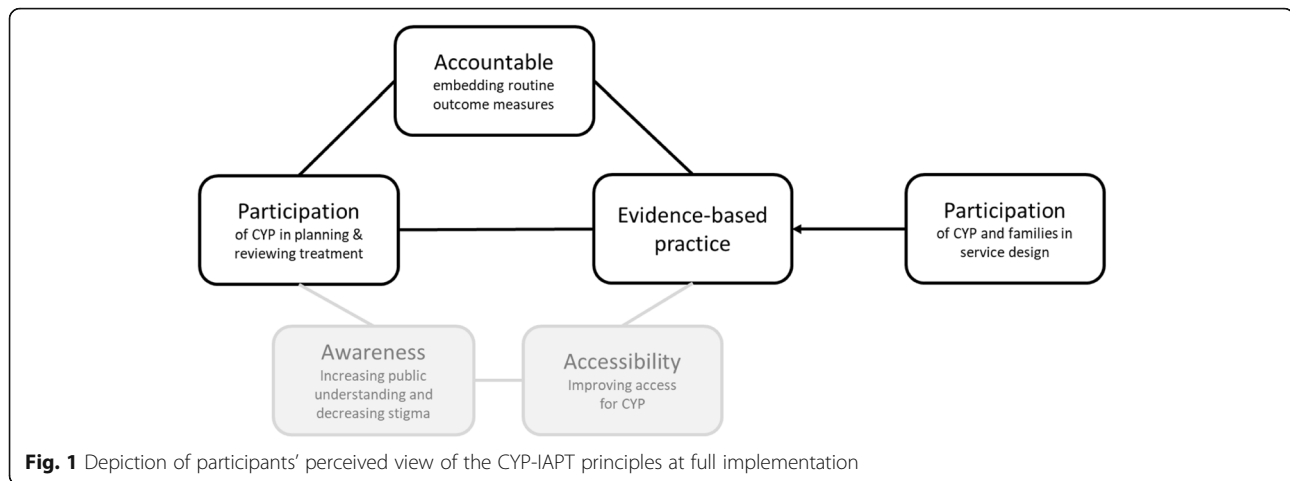 Accountable
embedding routine
outcome measures
Participation
of CYP in planning &
reviewing treatment
Evidence-based
practice
Participation
of CYP and families in
service design
Awareness
Increasing public
understanding and
decreasing stigma
Accessibility
Improving access
for CYP
Fig. 1 Depiction of participants' perceived view of the CYP-IAPT principles at full implementation